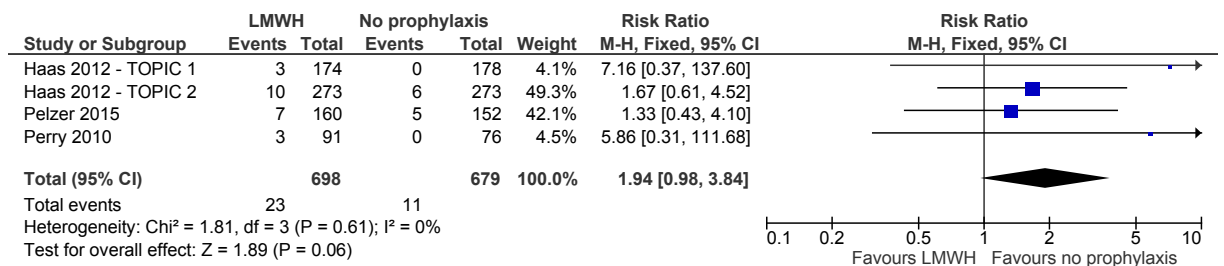 LMWH No prophylaxis Risk Ratio Risk Ratio
Study or Subgroup Events Total Events Total Weight M-H, Fixed, 95% CI M-H, Fixed, 95% CI
Haas 2012 - TOPIC 1 3 174 0 178 4.1% 7.16 [0.37, 137.60]
Haas 2012 - TOPIC 2 10 273 6 273 49.3% 1.67 [0.61, 4.52]
Pelzer 2015 7 160 5 152 42.1% 1.33 [0.43, 4.10]
Perry 2010 3 91 0 76 4.5% 5.86 [0.31, 111.68]
Total (95% CI) 698 679 100.0% 1.94 [0.98, 3.84]
Total events 23 11
Heterogeneity: Chi² = 1.81, df = 3 (P = 0.61); I² = 0%
Test for overall effect: Z = 1.89 (P = 0.06)
0.1 0.2 0.5 1 2 5 10
Favours LMWH Favours no prophylaxis